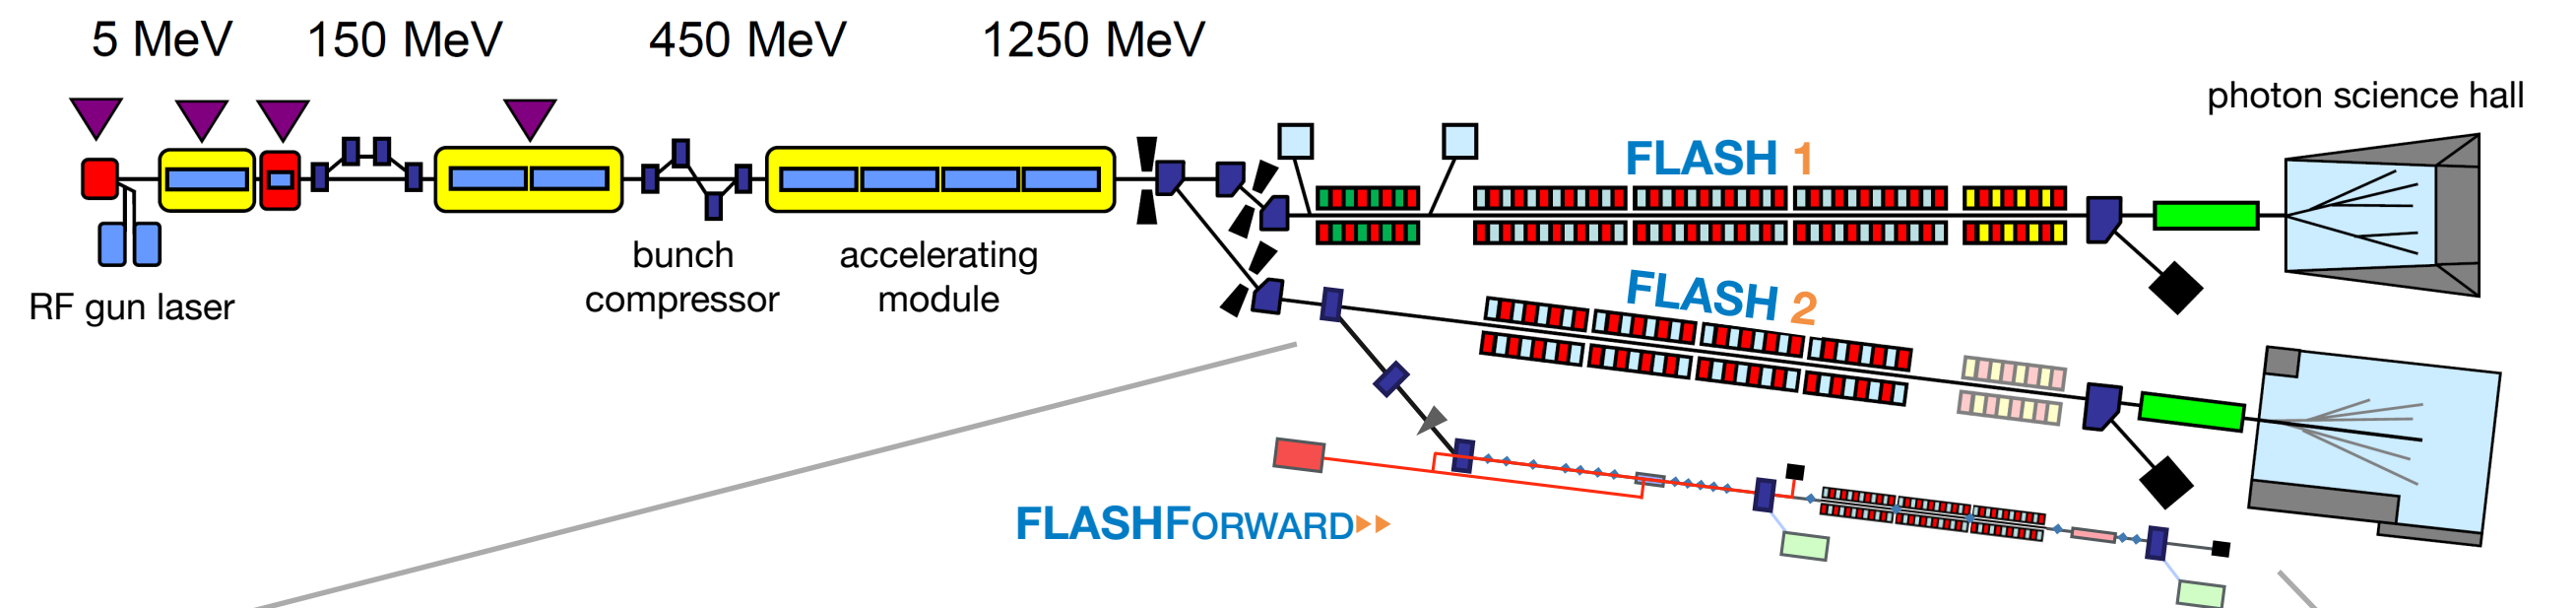 5 MeV
150 MeV
450 MeV
1250 MeV
photon science hall
FLASH 1
bunch
compressor
accelerating
module
RF gun laser
FLASH 2
FLASHFORWARD